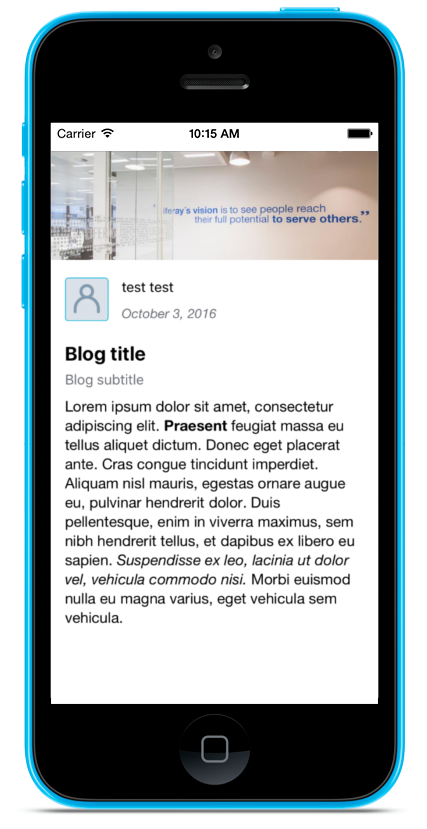 Carrier 10:15 AM
liferay's vision is to see people reach
their full potential to serve others.”
test test
October 3, 2016
Blog title
Blog subtitle
Lorem ipsum dolor sit amet, consectetur
adipiscing elit. Praesent feugiat massa eu
tellus aliquet dictum. Donec eget placerat
ante. Cras congue tincidunt imperdiet.
Aliquam nisl mauris, egestas ornare augue
eu, pulvinar hendrerit dolor. Duis
pellentesque, enim in viverra maximus, sem
nibh hendrerit tellus, et dapibus ex libero eu
sapien. Suspendisse ex leo, lacinia ut dolor
vel, vehicula commodo nisi. Morbi euismod
nulla eu magna varius, eget vehicula sem
vehicula.